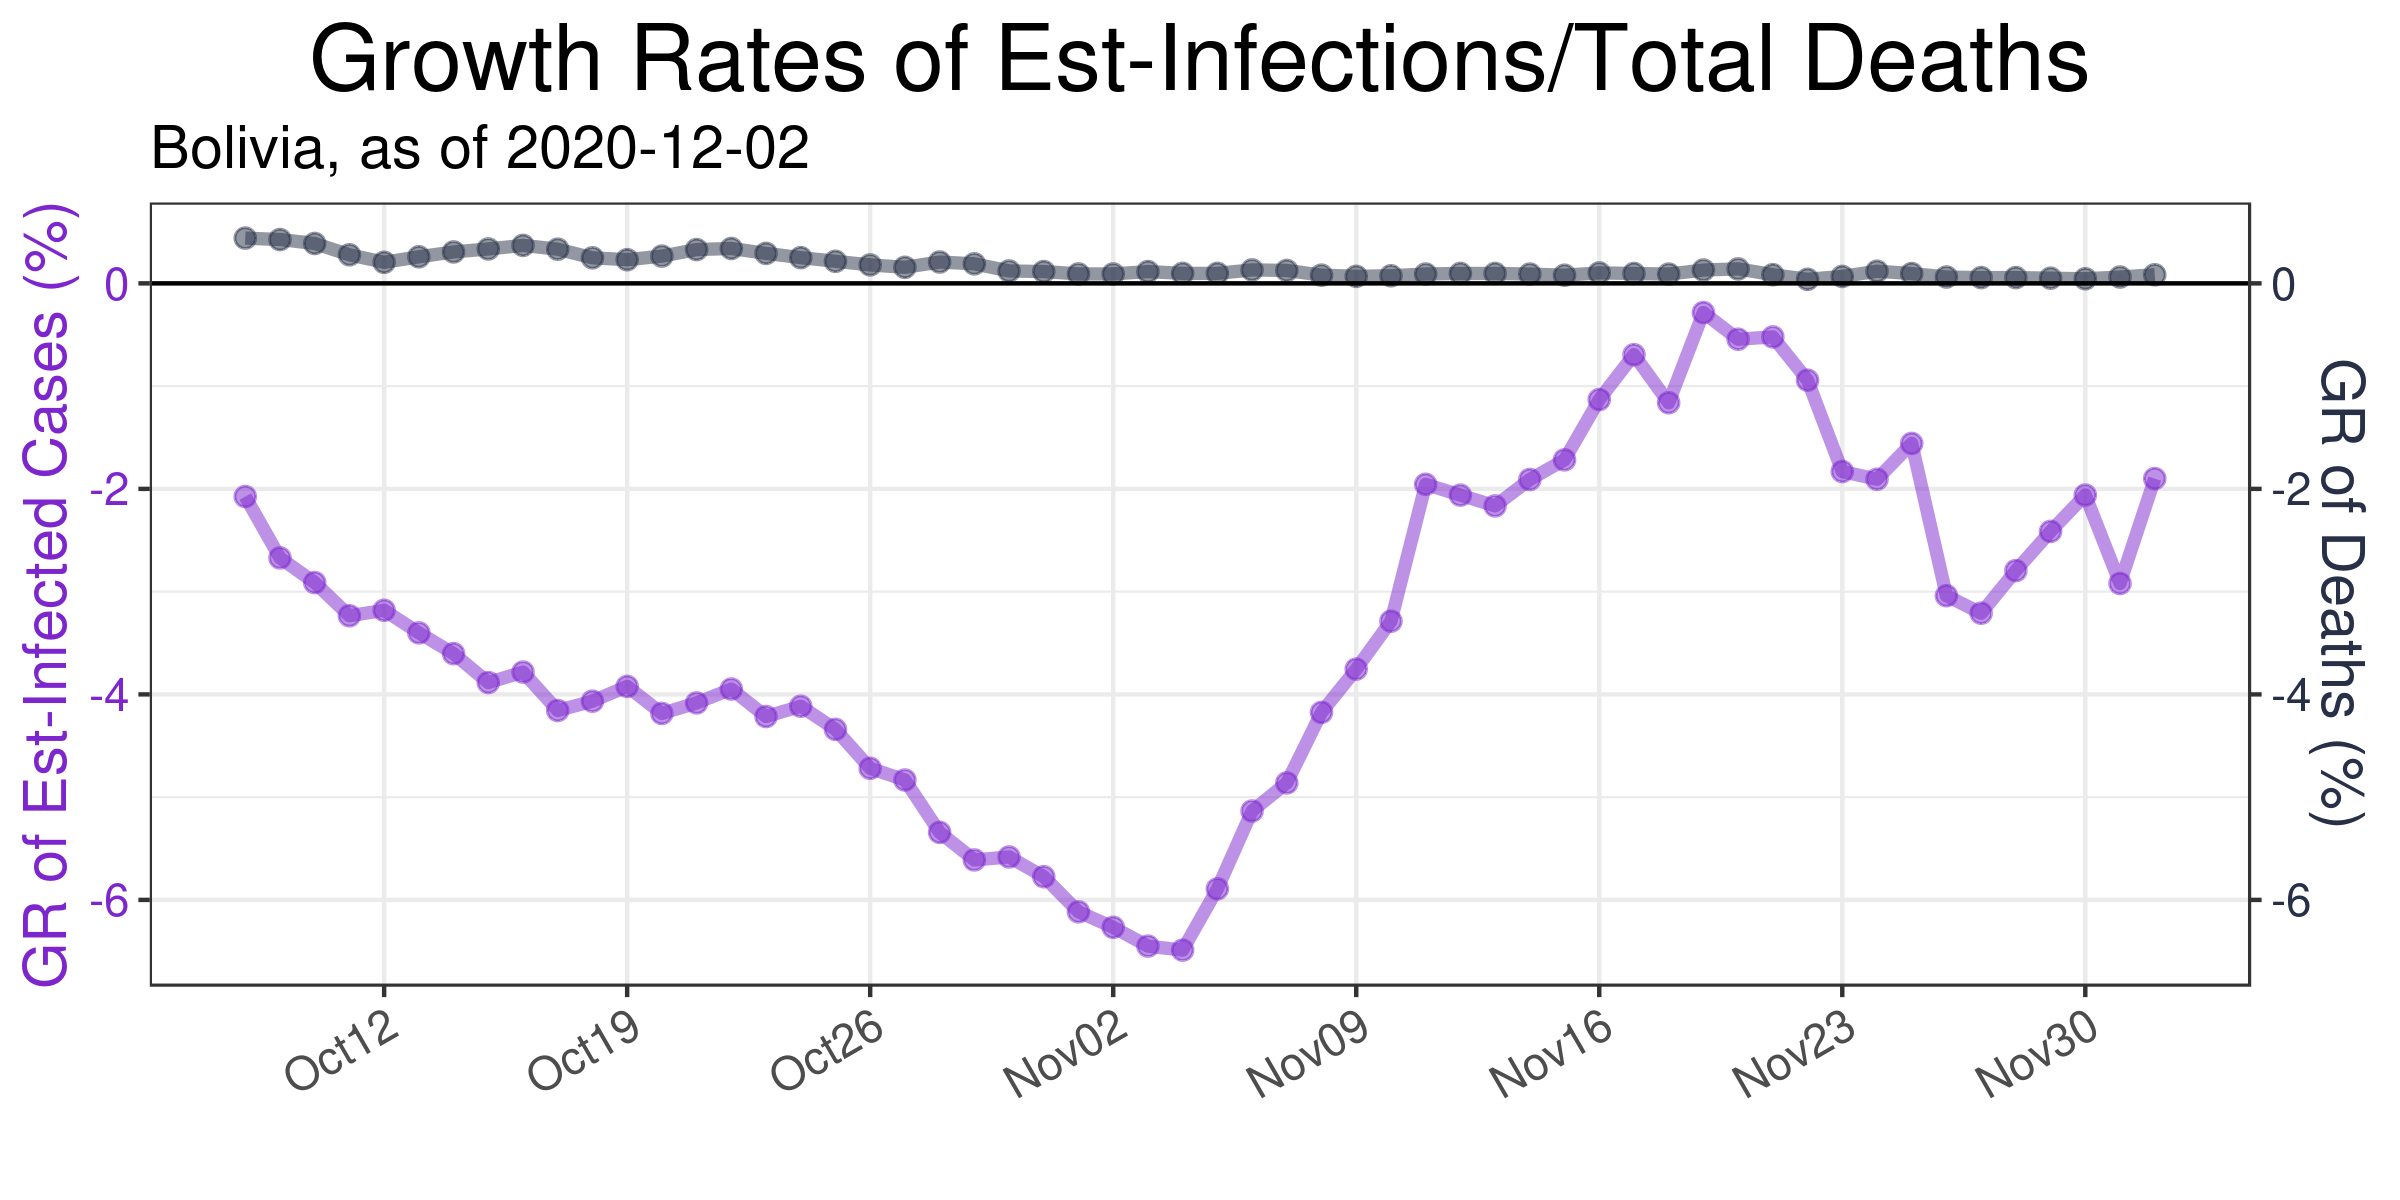 Growth Rates of Est-Infections/Total Deaths
Bolivia, as of 2020-12-02
GR of Est-Infected Cases (%)
0
-2
-4
-6
0
-2
-4
-6
GR of Deaths (%)
Oct12
Oct19
Oct26
Nov02
Nov09
Nov16
Nov23
Nov30